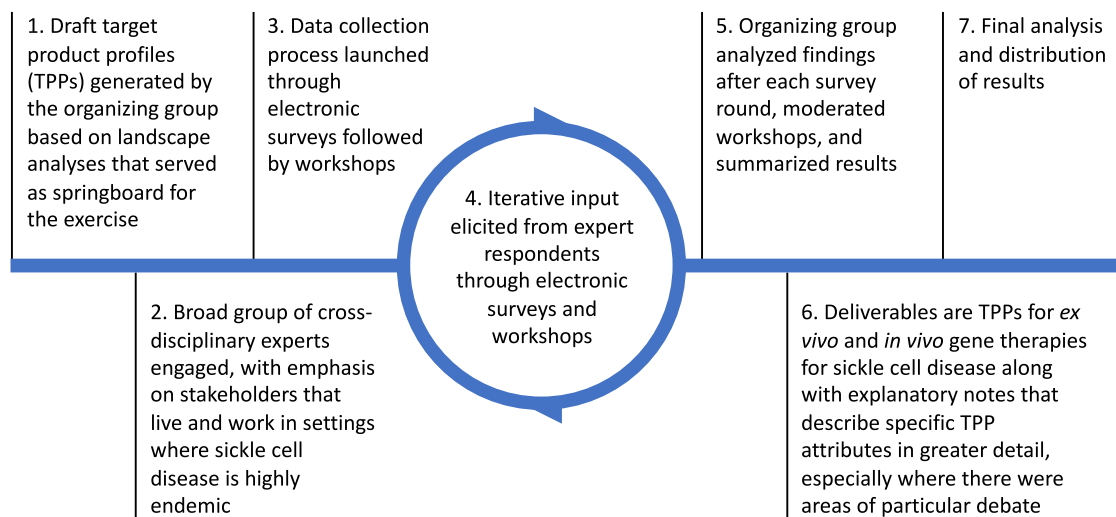 1. Draft target
product profiles
(TPPs) generated by
the organizing group
based on landscape
analyses that served
as springboard for
the exercise
2. Broad group of cross-
disciplinary experts
engaged, with emphasis
on stakeholders that
live and work in settings
where sickle cell
disease is highly
endemic
3. Data collection
process launched
through
electronic
surveys followed
by workshops
4. Iterative input
elicited from expert
respondents
through electronic
surveys and
workshops
5. Organizing group
analyzed findings
after each survey
round, moderated
workshops, and
summarized results
6. Deliverables are TPPs for ex
vivo and in vivo gene therapies
for sickle cell disease along
with explanatory notes that
describe specific TPP
attributes in greater detail,
especially where there were
areas of particular debate
7. Final analysis
and distribution
of results